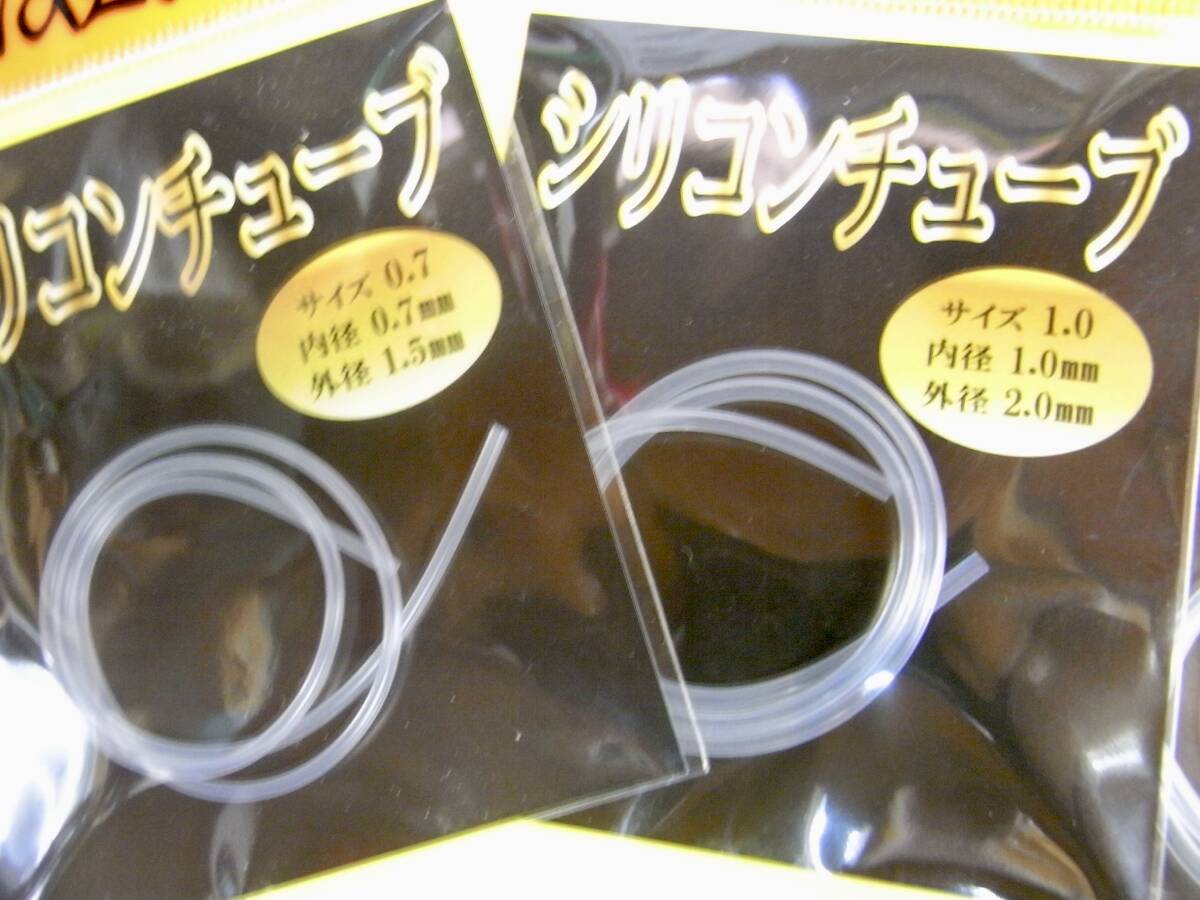 リコンチューブ
サイズ 0.7
内径 0.7mm
外径 1.5mm
シリコンチューブ
サイズ 1.0
内径 1.0mm
外径 2.0mm